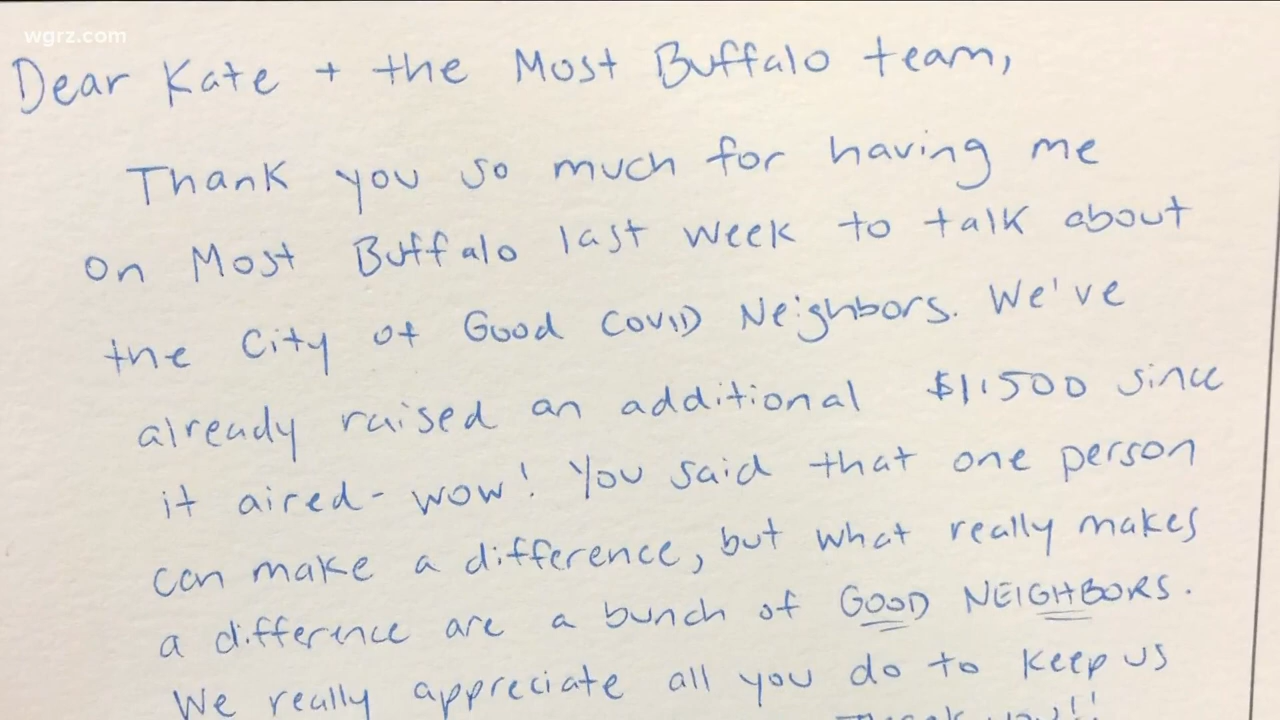 wgrz.com
Dear Kate + the Most Buffalo team,
Thank you so much for having me
on Most Buffalo last week to talk about
the City of Good COVID Neighbors. We've
already raised an additional $1,500 since
it aired - wow! You said that one person
can make a difference, but what really makes
a difference are a bunch of GOOD NEIGHBORS.
We really appreciate all you do to keep us
Thank you!!